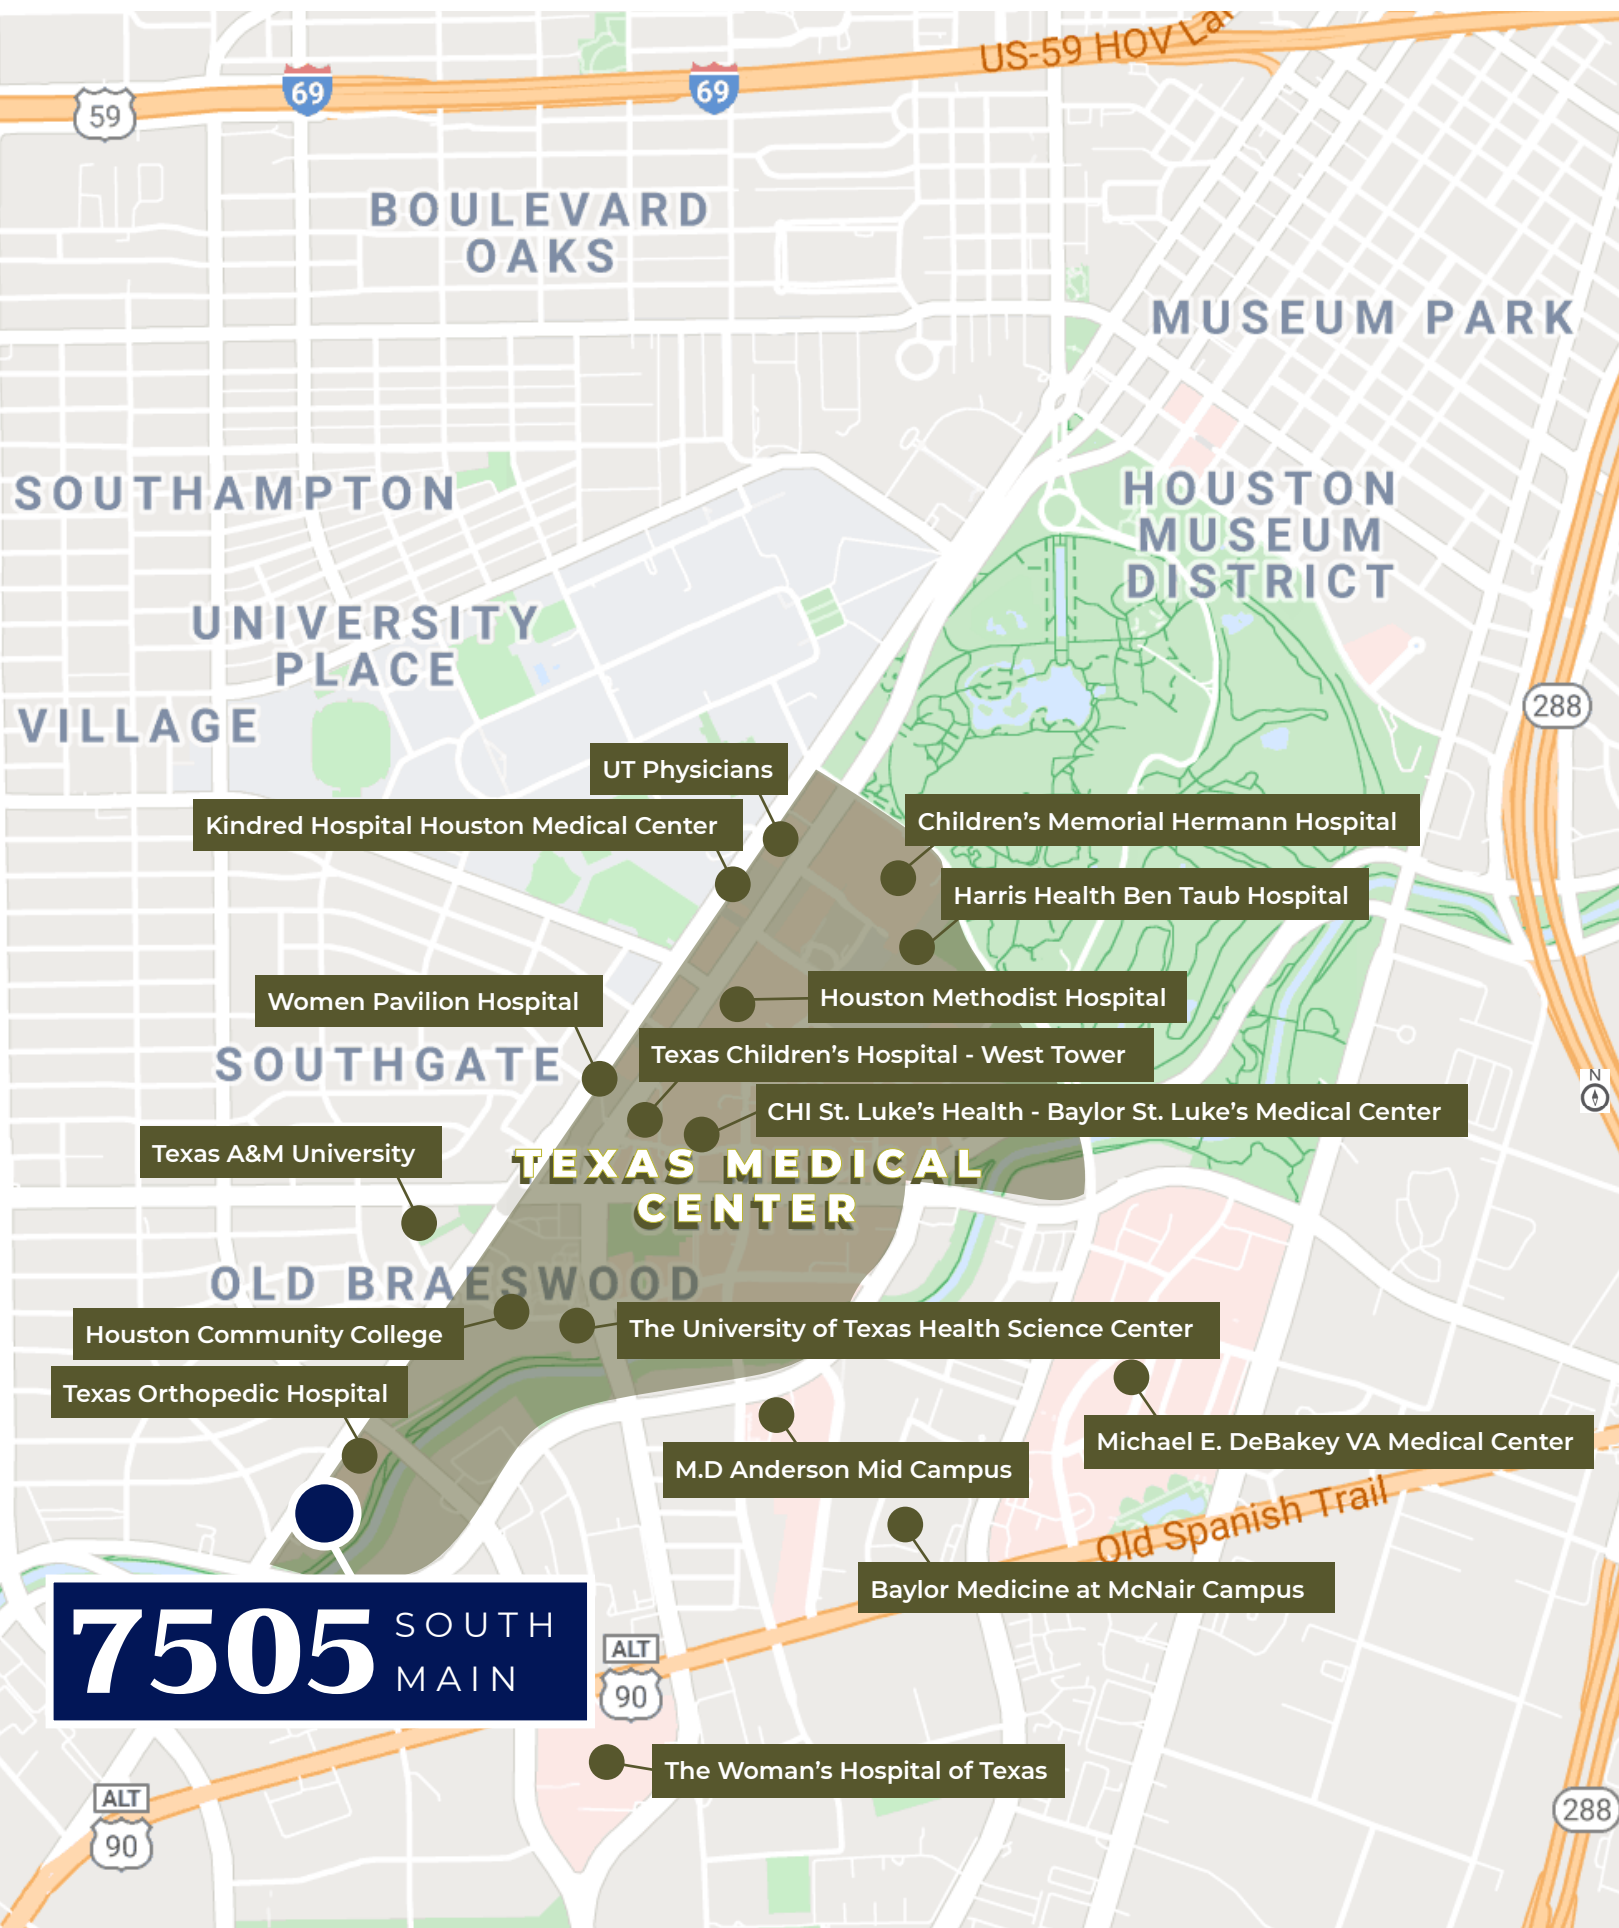 US-59 HOV La
69
69
59
BOULEVARD
OAKS
MUSEUM PARK
SOUTHAMPTON
HOUSTON
MUSEUM
DISTRICT
UNIVERSITY
PLACE
VILLAGE
288
UT Physicians
Kindred Hospital Houston Medical Center
Children’s Memorial Hermann Hospital
Harris Health Ben Taub Hospital
Women Pavilion Hospital
Houston Methodist Hospital
SOUTHGATE
Texas Children’s Hospital - West Tower
N
CHI St. Luke’s Health - Baylor St. Luke’s Medical Center
Texas A&M University
TEXAS MEDICAL
CENTER
OLD BRAESWOOD
Houston Community College
The University of Texas Health Science Center
Texas Orthopedic Hospital
Michael E. DeBakey VA Medical Center
M.D Anderson Mid Campus
Old Spanish Trail
Baylor Medicine at McNair Campus
7505 SOUTH
MAIN
ALT
90
The Woman’s Hospital of Texas
ALT
90
288